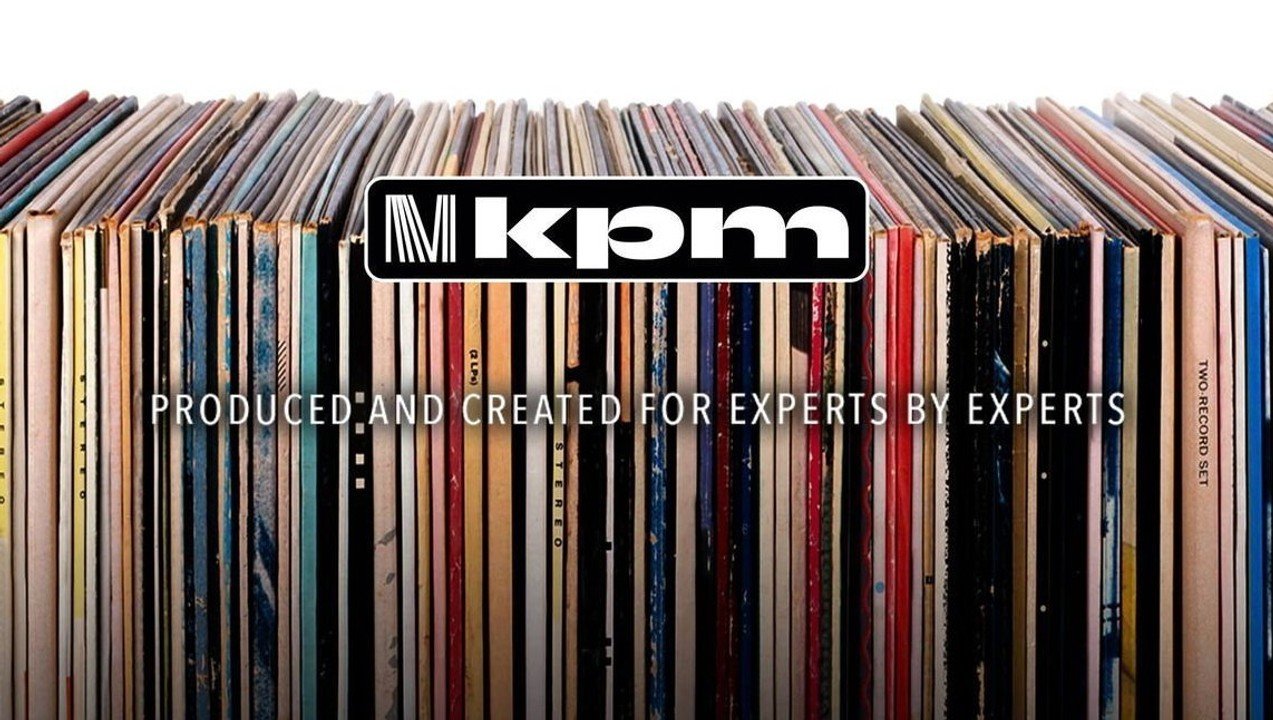 kpm
PRODUCED AND CREATED FOR EXPERTS BY EXPERTS
(2 LPs)
STEREO
STEREO
STEREO
TWO-RECORD SET